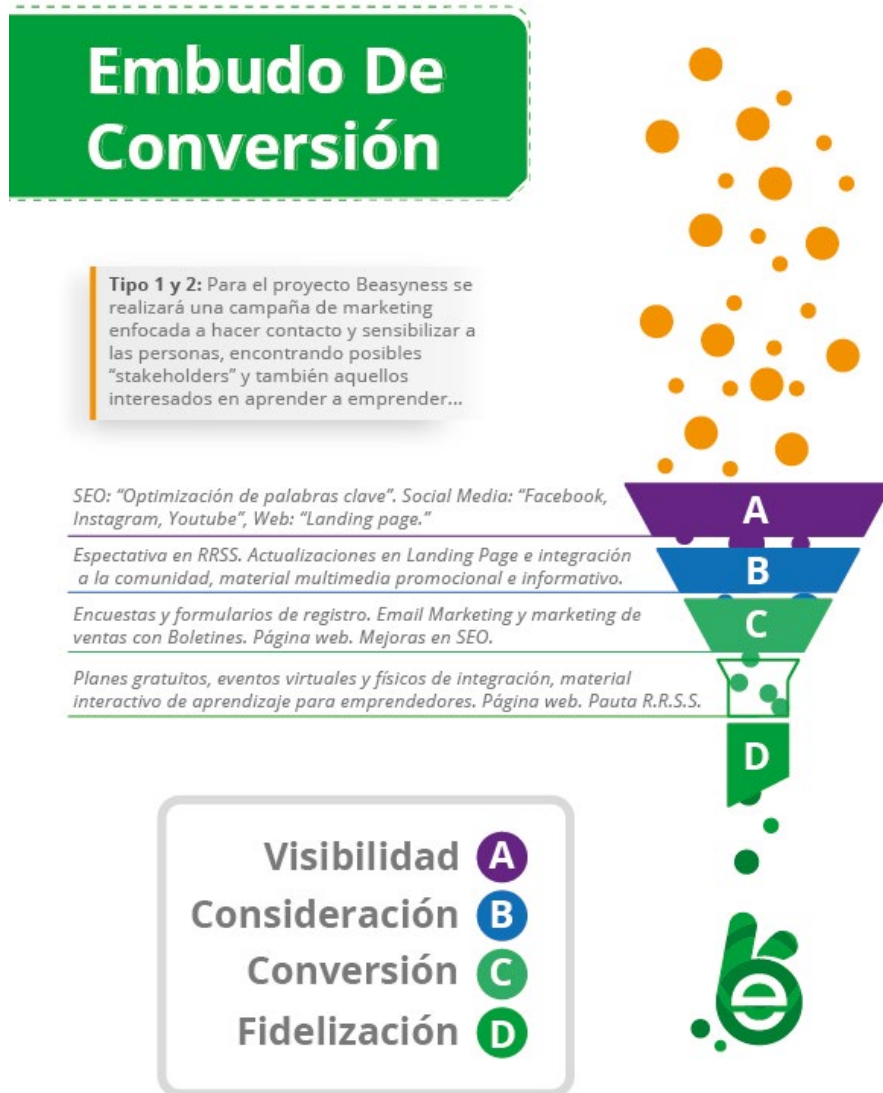 Embudo De
Conversión
Tipo 1 y 2: Para el proyecto Beasyness se
realizará una campaña de marketing
enfocada a hacer contacto y sensibilizar a
las personas, encontrando posibles
“stakeholders” y también aquellos
interesados en aprender a emprender...
SEO: “Optimización de palabras clave”. Social Media: “Facebook,
Instagram, Youtube”, Web: “Landing page.”
A
Espectativa en RRSS. Actualizaciones en Landing Page e integración
a la comunidad, material multimedia promocional e informativo.
B
Encuestas y formularios de registro. Email Marketing y marketing de
ventas con Boletines. Página web. Mejoras en SEO.
C
Planes gratuitos, eventos virtuales y físicos de integración, material
interactivo de aprendizaje para emprendedores. Página web. Pauta R.R.S.S.
D
Visibilidad A
Consideración B
Conversión C
Fidelización D
e